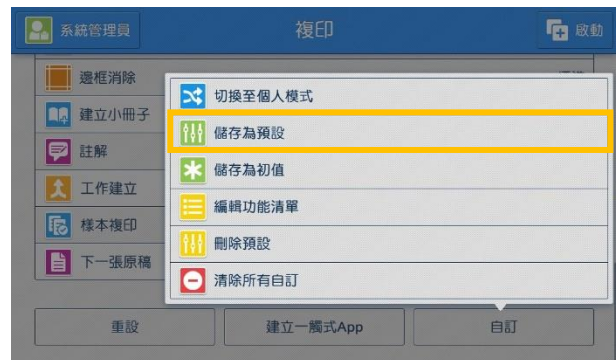 系統管理員
複印
啟動
邊框消除
建立小冊子
註解
工作建立
樣本複印
下一張原稿
切換至個人模式
儲存為預設
儲存為初值
編輯功能清單
刪除預設
清除所有自訂
重設
建立一觸式App
自訂